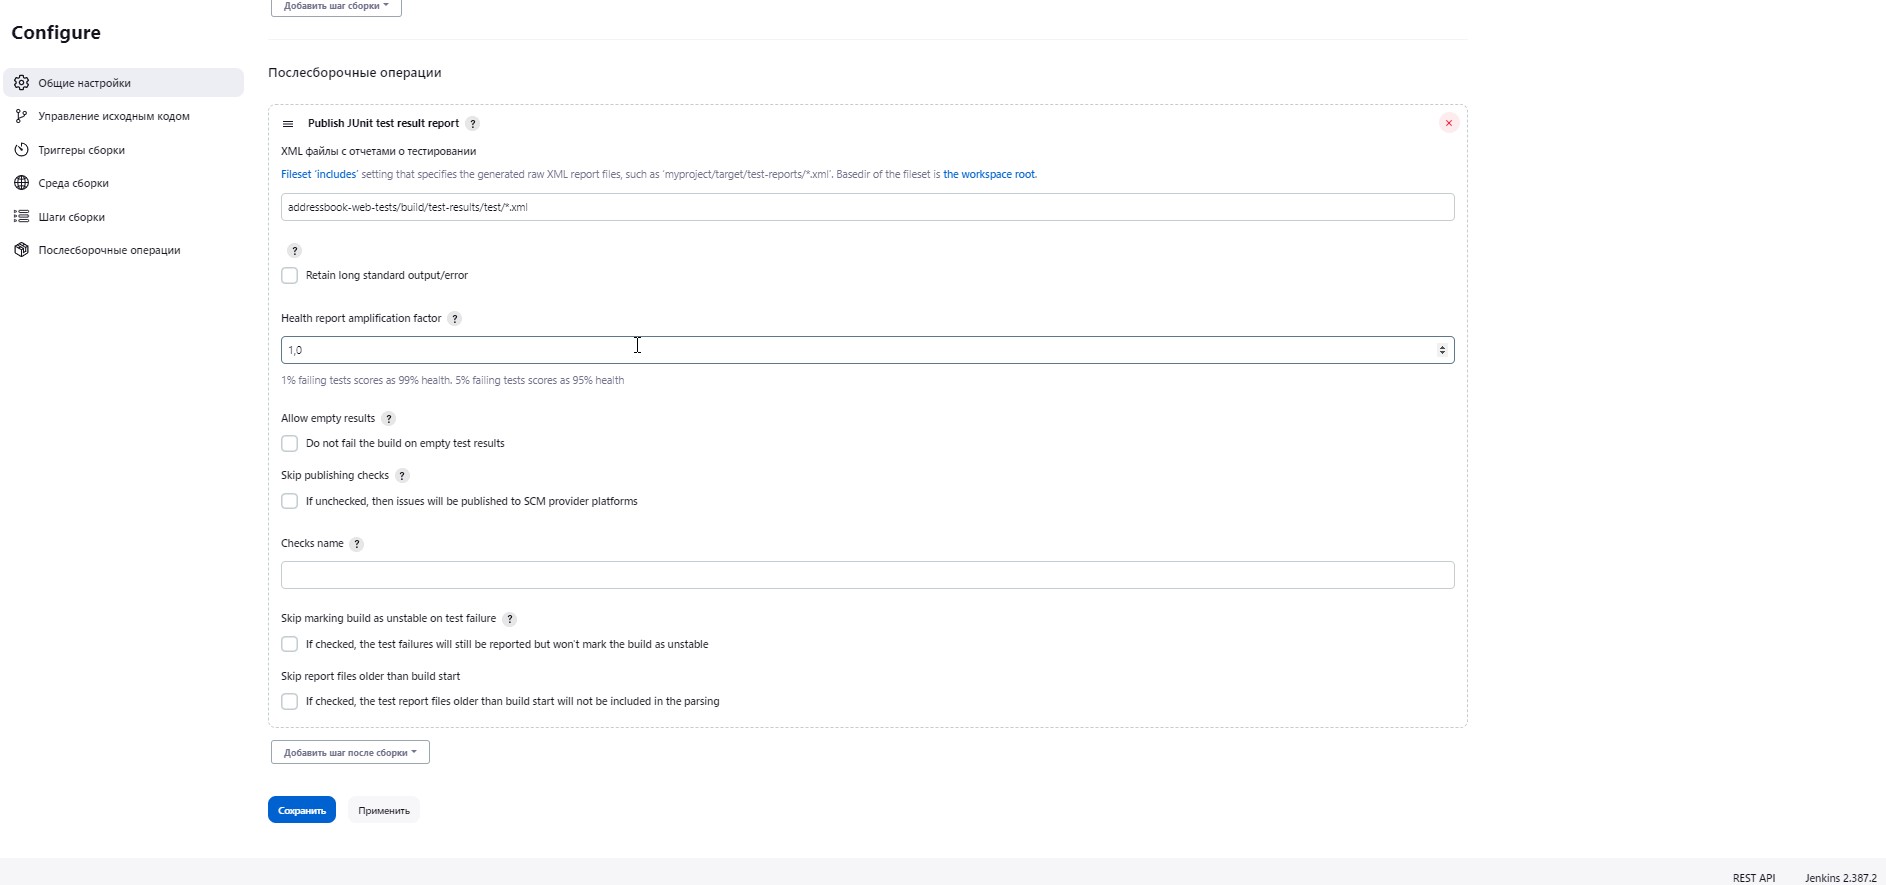 Добавить шаг сборки
Configure
Общие настройки
Управление исходным кодом
Триггеры сборки
Среда сборки
Шаги сборки
Послесборочные операции
Послесборочные операции
Publish JUnit test result report ?
XML файлы с отчетами о тестировании
Fileset 'includes' setting that specifies the generated raw XML report files, such as 'myproject/target/test-reports/*.xml'. Basedir of the fileset is the workspace root.
addressbook-web-tests/build/test-results/test/*.xml
?
Retain long standard output/error
Health report amplification factor ?
1,0
1% failing tests scores as 99% health. 5% failing tests scores as 95% health
Allow empty results ?
Do not fail the build on empty test results
Skip publishing checks ?
If unchecked, then issues will be published to SCM provider platforms
Checks name ?
Skip marking build as unstable on test failure ?
If checked, the test failures will still be reported but won't mark the build as unstable
Skip report files older than build start
If checked, the test report files older than build start will not be included in the parsing
Добавить шаг после сборки
Сохранить Применить
REST API Jenkins 2.387.2